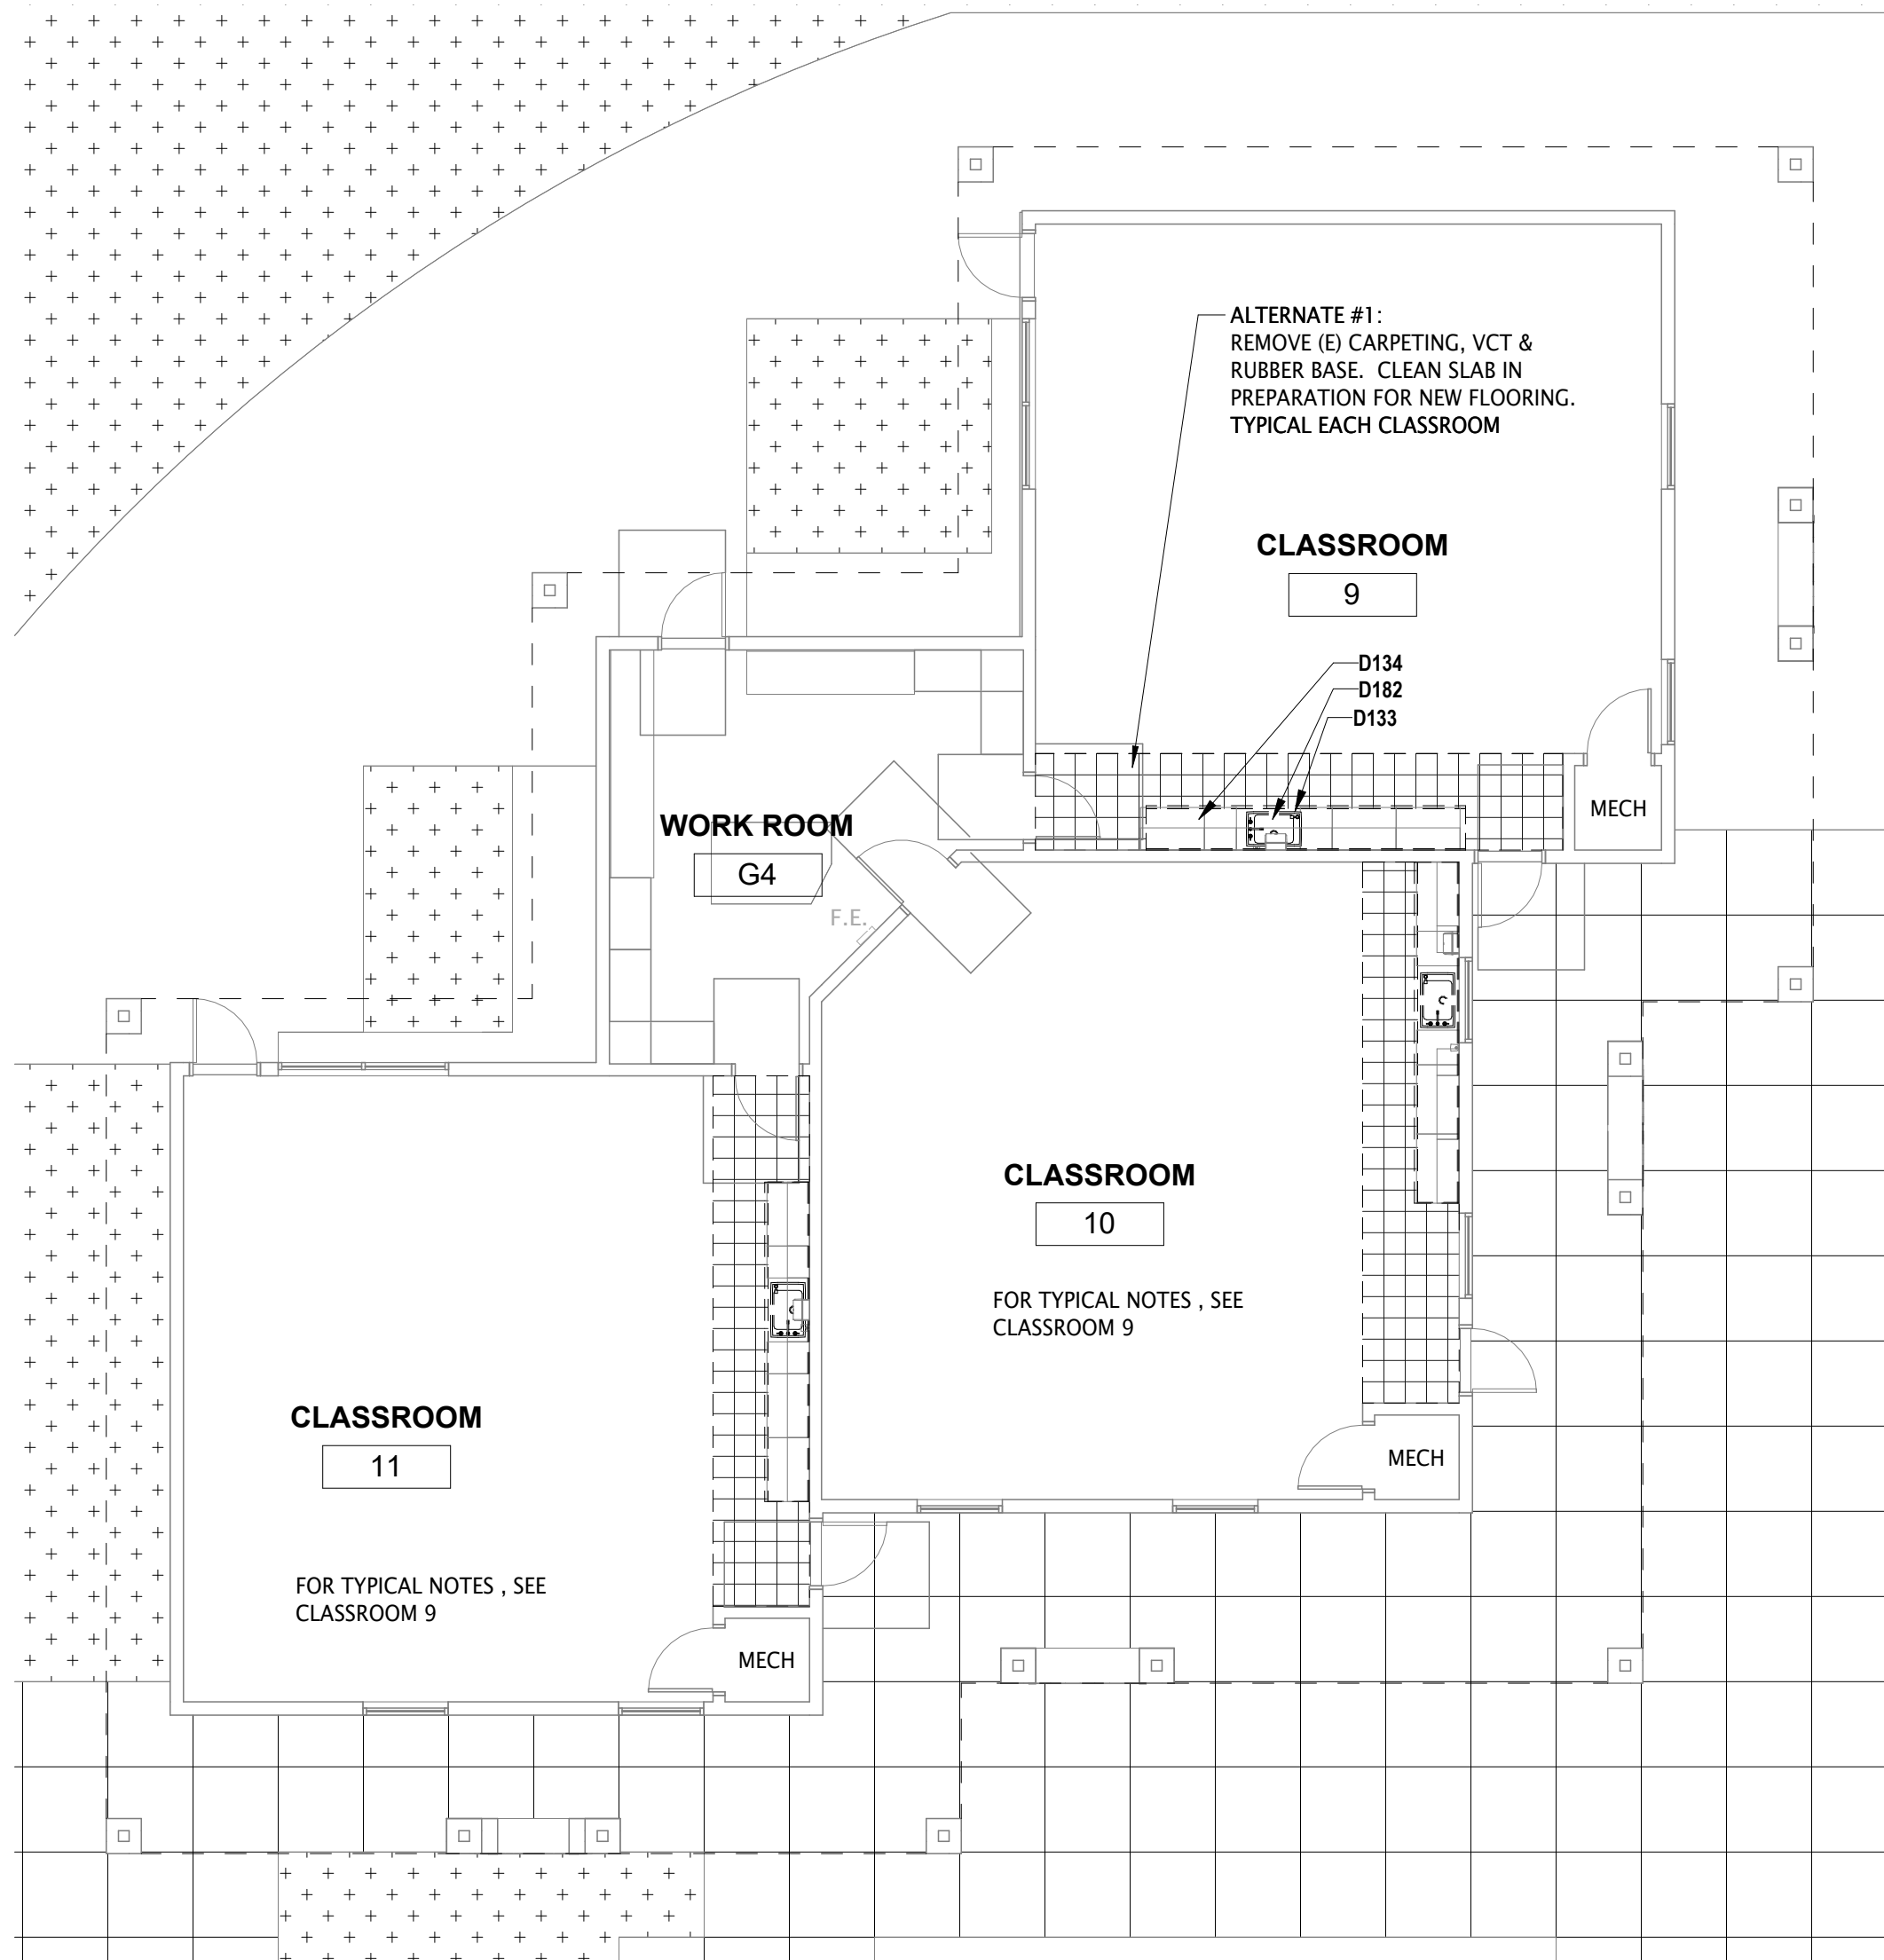 ALTERNATE #1:
REMOVE (E) CARPETING, VCT &
RUBBER BASE. CLEAN SLAB IN
PREPARATION FOR NEW FLOORING.
TYPICAL EACH CLASSROOM
CLASSROOM
9
D134
D182
D133
MECH
WORK ROOM
G4
F.E.
CLASSROOM
10
FOR TYPICAL NOTES , SEE
CLASSROOM 9
MECH
CLASSROOM
11
FOR TYPICAL NOTES , SEE
CLASSROOM 9
MECH